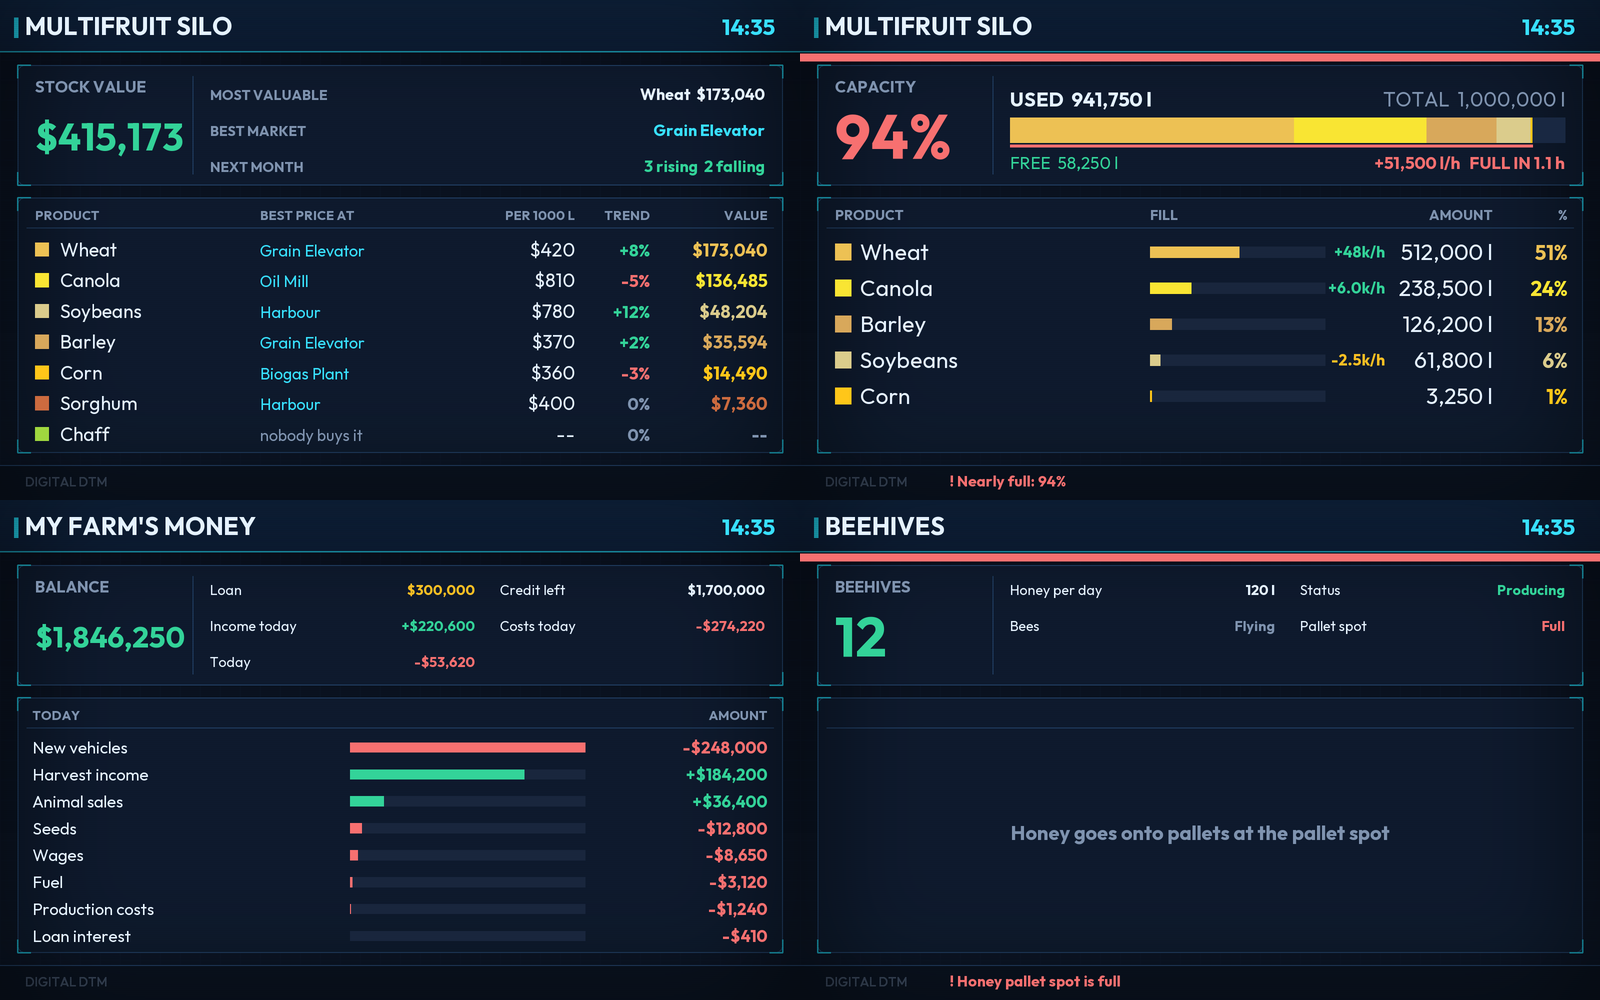 MULTIFRUIT SILO 14:35
STOCK VALUE
$415,173
MOST VALUABLE Wheat $173,040
BEST MARKET Grain Elevator
NEXT MONTH 3 rising 2 falling
PRODUCT BEST PRICE AT PER 1000 L TREND VALUE
Wheat Grain Elevator $420 +8% $173,040
Canola Oil Mill $810 -5% $136,485
Soybeans Harbour $780 +12% $48,204
Barley Grain Elevator $370 +2% $35,594
Corn Biogas Plant $360 -3% $14,490
Sorghum Harbour $400 0% $7,360
Chaff nobody buys it -- 0% --
DIGITAL DTM
MULTIFRUIT SILO 14:35
CAPACITY
94%
USED 941,750 l TOTAL 1,000,000 l
FREE 58,250 l +51,500 l/h FULL IN 1.1 h
PRODUCT FILL AMOUNT %
Wheat +48k/h 512,000 l 51%
Canola +6.0k/h 238,500 l 24%
Barley 126,200 l 13%
Soybeans -2.5k/h 61,800 l 6%
Corn 3,250 l 1%
DIGITAL DTM ! Nearly full: 94%
MY FARM'S MONEY 14:35
BALANCE
$1,846,250
Loan $300,000 Credit left $1,700,000
Income today +$220,600 Costs today -$274,220
Today -$53,620
TODAY AMOUNT
New vehicles -$248,000
Harvest income +$184,200
Animal sales +$36,400
Seeds -$12,800
Wages -$8,650
Fuel -$3,120
Production costs -$1,240
Loan interest -$410
DIGITAL DTM
BEEHIVES 14:35
BEEHIVES
12
Honey per day 120 l Status Producing
Bees Flying Pallet spot Full
Honey goes onto pallets at the pallet spot
DIGITAL DTM ! Honey pallet spot is full